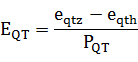 E_QT = (e_qtz − e_qth) / P_QT